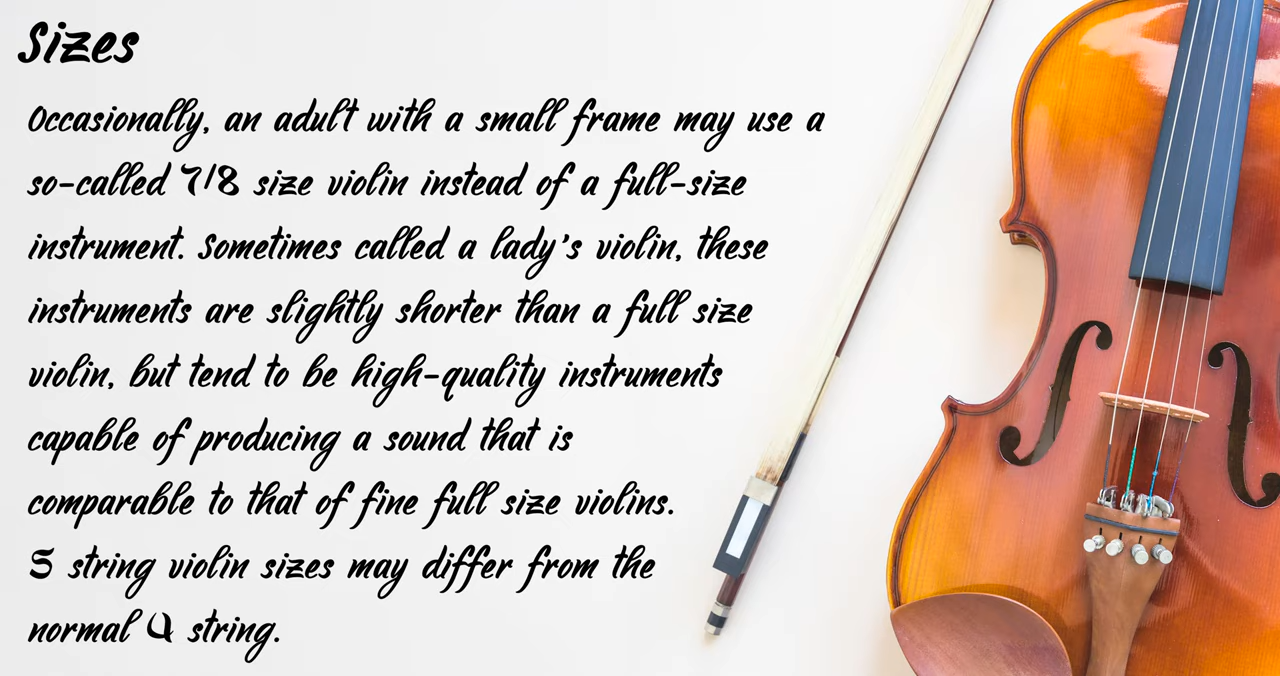 Sizes
Occasionally, an adult with a small frame may use a
so-called 7/8 size violin instead of a full-size
instrument. Sometimes called a lady's violin, these
instruments are slightly shorter than a full size
violin, but tend to be high-quality instruments
capable of producing a sound that is
comparable to that of fine full size violins.
5 string violin sizes may differ from the
normal 4 string.